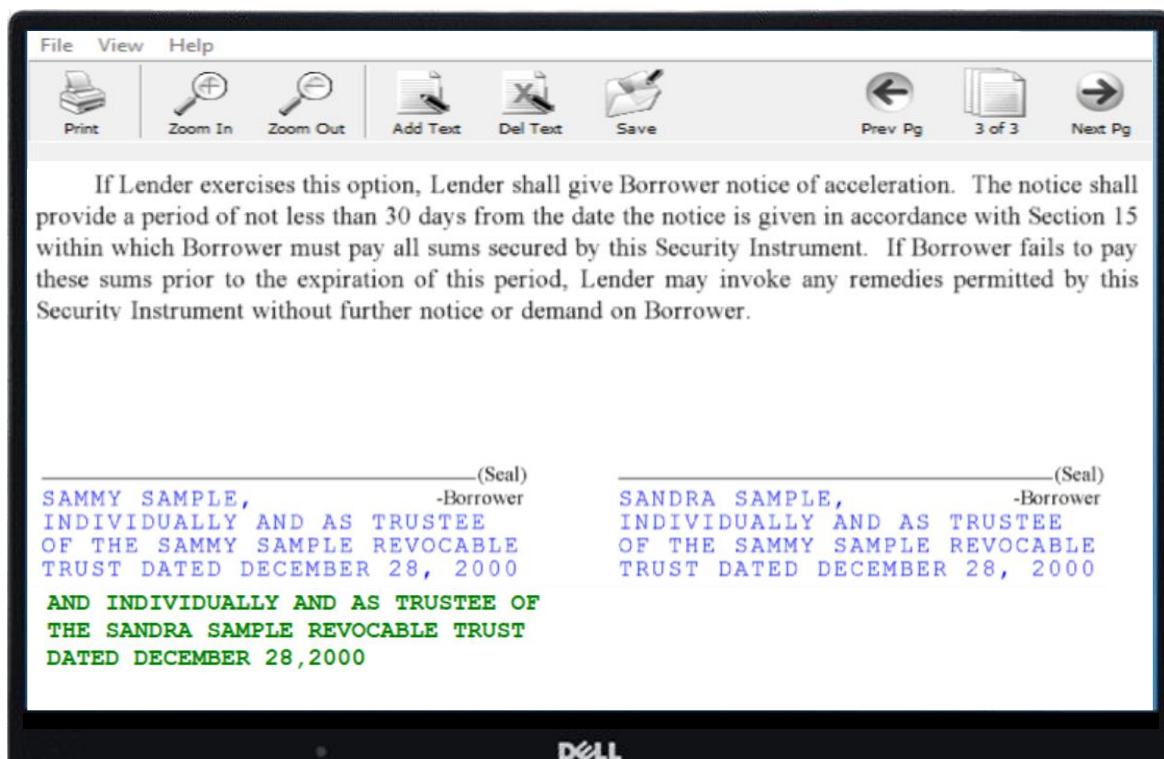 File View Help
Print Zoom In Zoom Out Add Text Del Text Save Prev Pg 3 of 3 Next Pg
If Lender exercises this option, Lender shall give Borrower notice of acceleration. The notice shall
provide a period of not less than 30 days from the date the notice is given in accordance with Section 15
within which Borrower must pay all sums secured by this Security Instrument. If Borrower fails to pay
these sums prior to the expiration of this period, Lender may invoke any remedies permitted by this
Security Instrument without further notice or demand on Borrower.
(Seal)
SAMMY SAMPLE, -Borrower
INDIVIDUALLY AND AS TRUSTEE
OF THE SAMMY SAMPLE REVOCABLE
TRUST DATED DECEMBER 28, 2000
AND INDIVIDUALLY AND AS TRUSTEE OF
THE SANDRA SAMPLE REVOCABLE TRUST
DATED DECEMBER 28,2000
(Seal)
SANDRA SAMPLE, -Borrower
INDIVIDUALLY AND AS TRUSTEE
OF THE SAMMY SAMPLE REVOCABLE
TRUST DATED DECEMBER 28, 2000
DELL